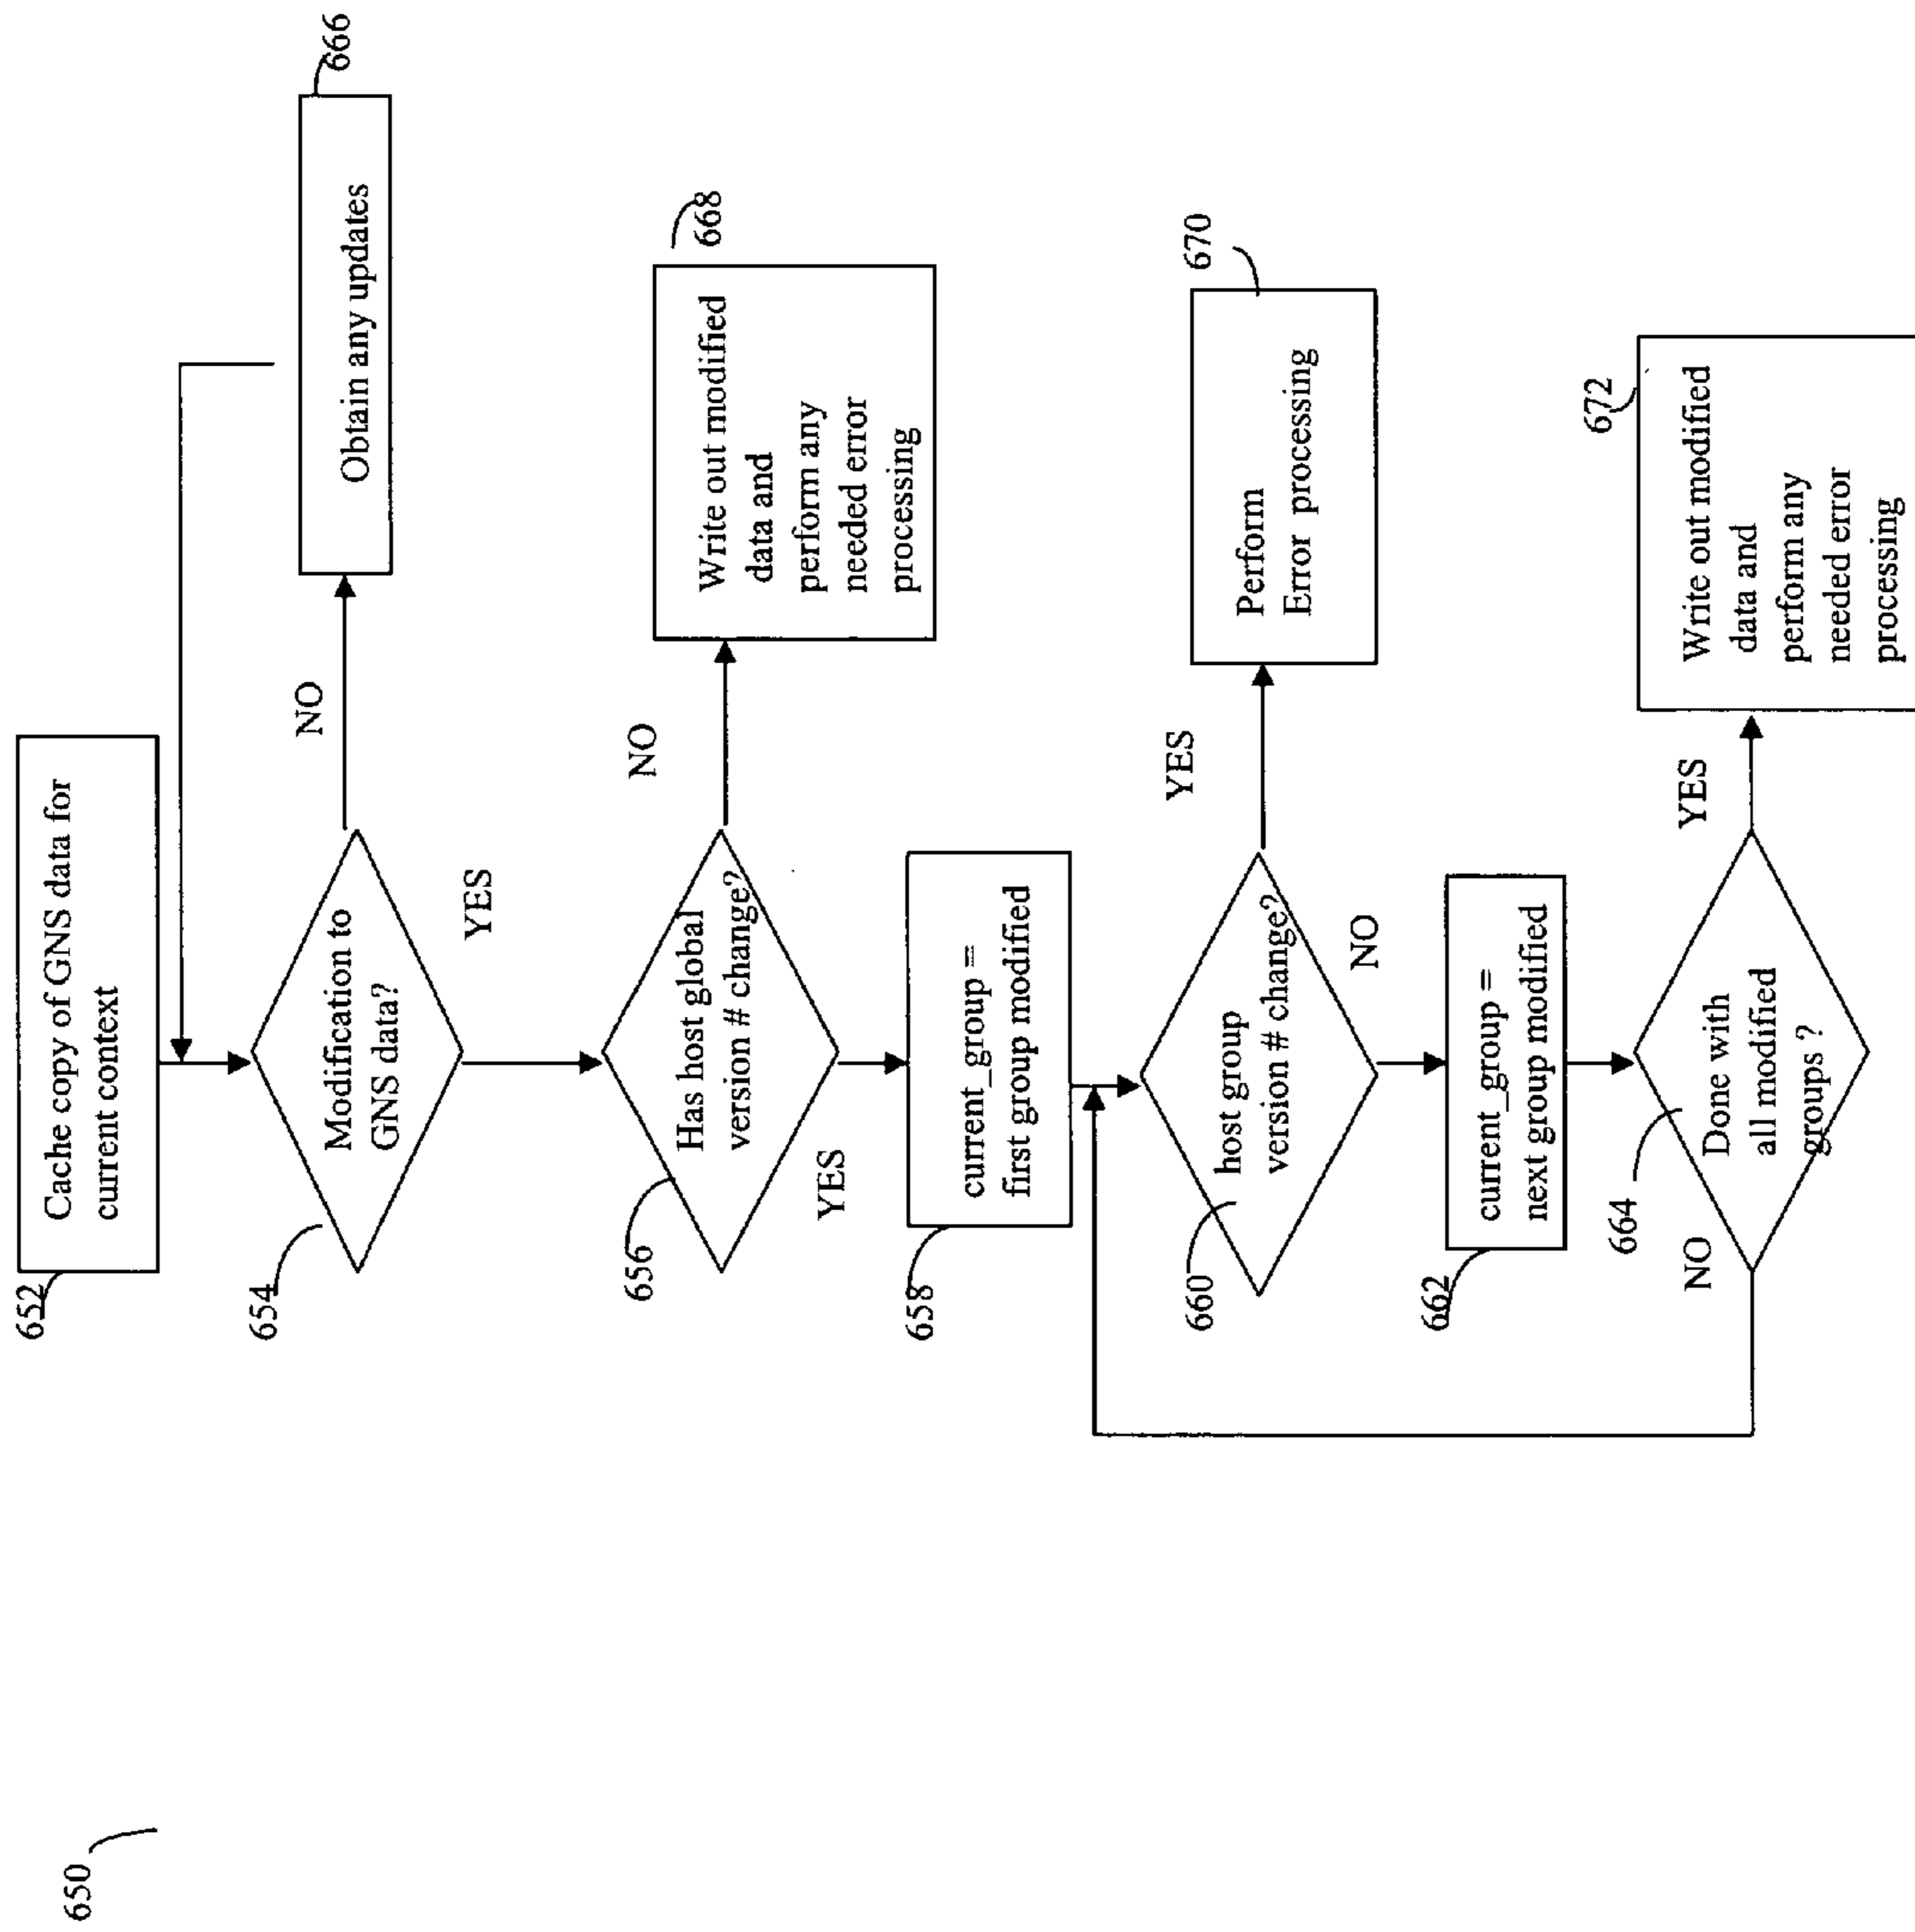 650
652
Cache copy of GNS data for
current context
654
Modification to
GNS data?
NO
Obtain any updates
666
YES
656
Has host global
version # change?
NO
Write out modified
data and
perform any
needed error
processing
668
YES
658
current_group =
first group modified
660
host group
version # change?
YES
Perform
Error processing
670
NO
662
current_group =
next group modified
664
Done with
all modified
groups ?
NO
YES
Write out modified
data and
perform any
needed error
processing
672